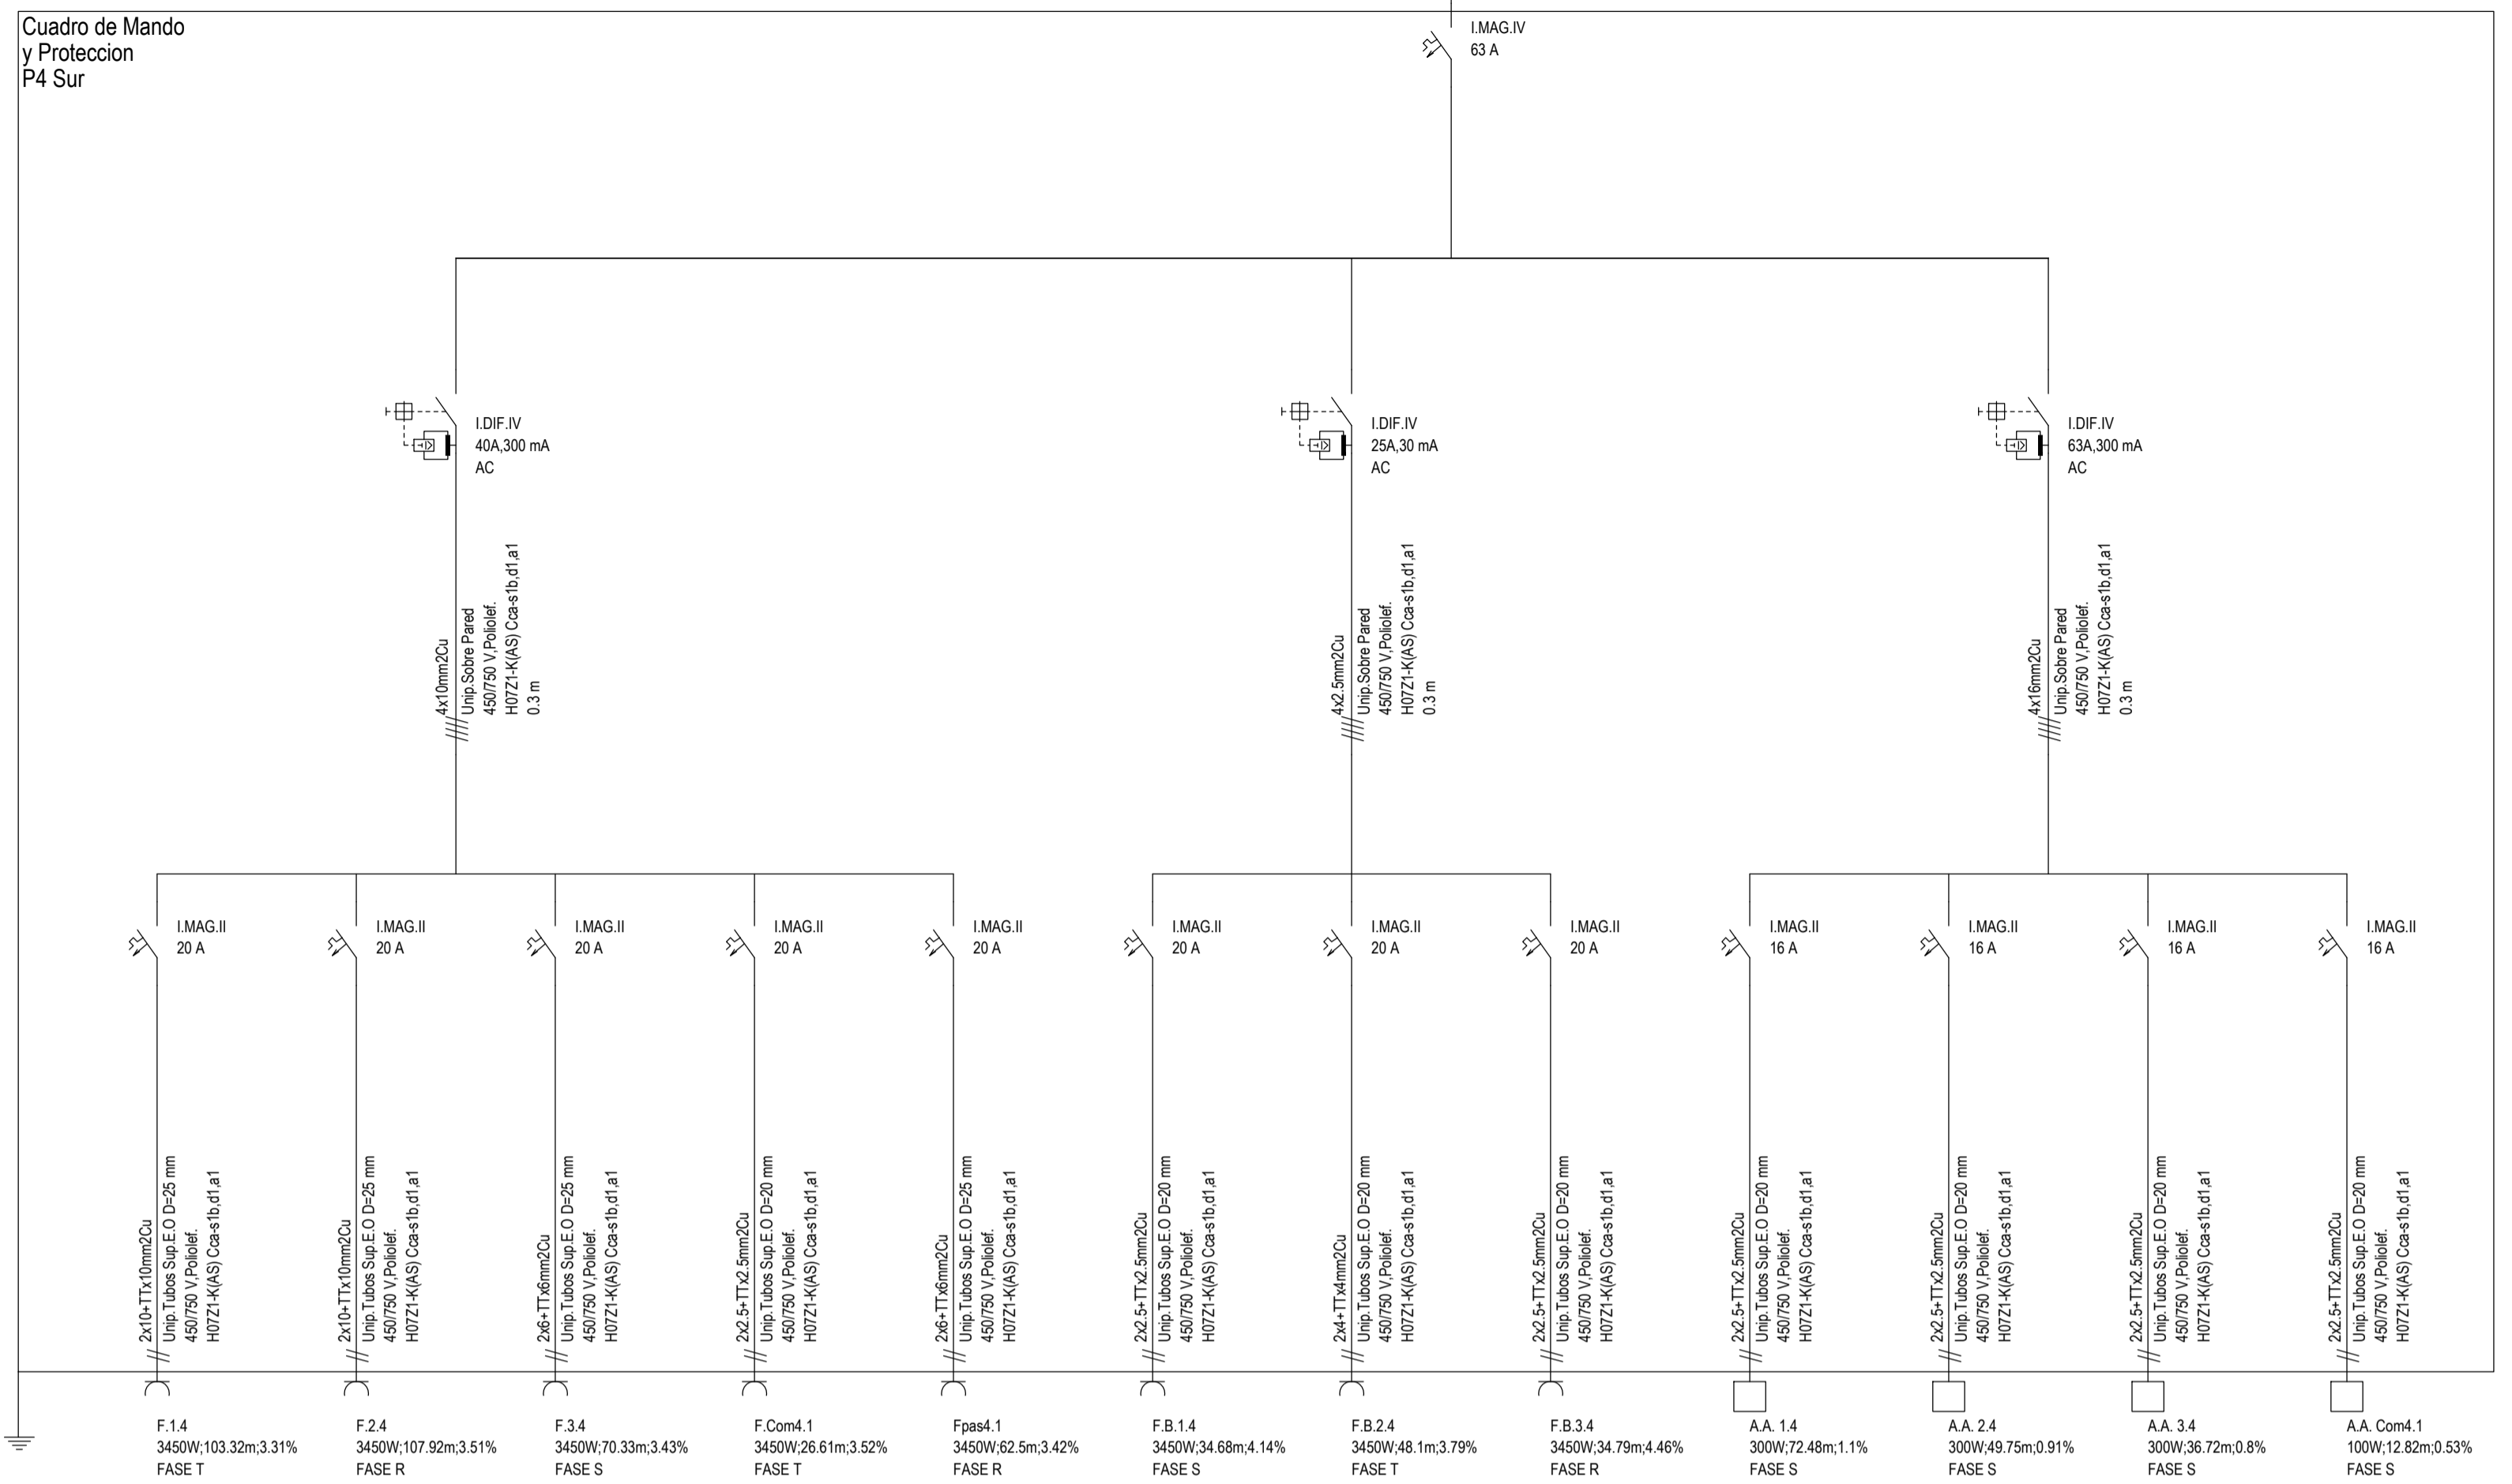 Cuadro de Mando
y Proteccion
P4 Sur
I.MAG.IV
63 A
I.DIF.IV
40A,300 mA
AC
I.DIF.IV
25A,30 mA
AC
I.DIF.IV
63A,300 mA
AC
4x10mm2Cu
Unip.Sobre Pared
450/750 V,Poliolef.
H07Z1-K(AS) Cca-s1b,d1,a1
0.3 m
4x2.5mm2Cu
Unip.Sobre Pared
450/750 V,Poliolef.
H07Z1-K(AS) Cca-s1b,d1,a1
0.3 m
4x16mm2Cu
Unip.Sobre Pared
450/750 V,Poliolef.
H07Z1-K(AS) Cca-s1b,d1,a1
0.3 m
I.MAG.II
20 A
I.MAG.II
20 A
I.MAG.II
20 A
I.MAG.II
20 A
I.MAG.II
20 A
I.MAG.II
20 A
I.MAG.II
20 A
I.MAG.II
20 A
I.MAG.II
16 A
I.MAG.II
16 A
I.MAG.II
16 A
I.MAG.II
16 A
2x10+TTx10mm2Cu
Unip.Tubos Sup.E.O D=25 mm
450/750 V,Poliolef.
H07Z1-K(AS) Cca-s1b,d1,a1
2x10+TTx10mm2Cu
Unip.Tubos Sup.E.O D=25 mm
450/750 V,Poliolef.
H07Z1-K(AS) Cca-s1b,d1,a1
2x6+TTx6mm2Cu
Unip.Tubos Sup.E.O D=25 mm
450/750 V,Poliolef.
H07Z1-K(AS) Cca-s1b,d1,a1
2x2.5+TTx2.5mm2Cu
Unip.Tubos Sup.E.O D=20 mm
450/750 V,Poliolef.
H07Z1-K(AS) Cca-s1b,d1,a1
2x6+TTx6mm2Cu
Unip.Tubos Sup.E.O D=25 mm
450/750 V,Poliolef.
H07Z1-K(AS) Cca-s1b,d1,a1
2x2.5+TTx2.5mm2Cu
Unip.Tubos Sup.E.O D=20 mm
450/750 V,Poliolef.
H07Z1-K(AS) Cca-s1b,d1,a1
2x4+TTx4mm2Cu
Unip.Tubos Sup.E.O D=20 mm
450/750 V,Poliolef.
H07Z1-K(AS) Cca-s1b,d1,a1
2x2.5+TTx2.5mm2Cu
Unip.Tubos Sup.E.O D=20 mm
450/750 V,Poliolef.
H07Z1-K(AS) Cca-s1b,d1,a1
2x2.5+TTx2.5mm2Cu
Unip.Tubos Sup.E.O D=20 mm
450/750 V,Poliolef.
H07Z1-K(AS) Cca-s1b,d1,a1
2x2.5+TTx2.5mm2Cu
Unip.Tubos Sup.E.O D=20 mm
450/750 V,Poliolef.
H07Z1-K(AS) Cca-s1b,d1,a1
2x2.5+TTx2.5mm2Cu
Unip.Tubos Sup.E.O D=20 mm
450/750 V,Poliolef.
H07Z1-K(AS) Cca-s1b,d1,a1
2x2.5+TTx2.5mm2Cu
Unip.Tubos Sup.E.O D=20 mm
450/750 V,Poliolef.
H07Z1-K(AS) Cca-s1b,d1,a1
F.1.4
3450W;103.32m;3.31%
FASE T
F.2.4
3450W;107.92m;3.51%
FASE R
F.3.4
3450W;70.33m;3.43%
FASE S
F.Com4.1
3450W;26.61m;3.52%
FASE T
Fpas4.1
3450W;62.5m;3.42%
FASE R
F.B.1.4
3450W;34.68m;4.14%
FASE S
F.B.2.4
3450W;48.1m;3.79%
FASE T
F.B.3.4
3450W;34.79m;4.46%
FASE R
A.A. 1.4
300W;72.48m;1.1%
FASE S
A.A. 2.4
300W;49.75m;0.91%
FASE S
A.A. 3.4
300W;36.72m;0.8%
FASE S
A.A. Com4.1
100W;12.82m;0.53%
FASE S